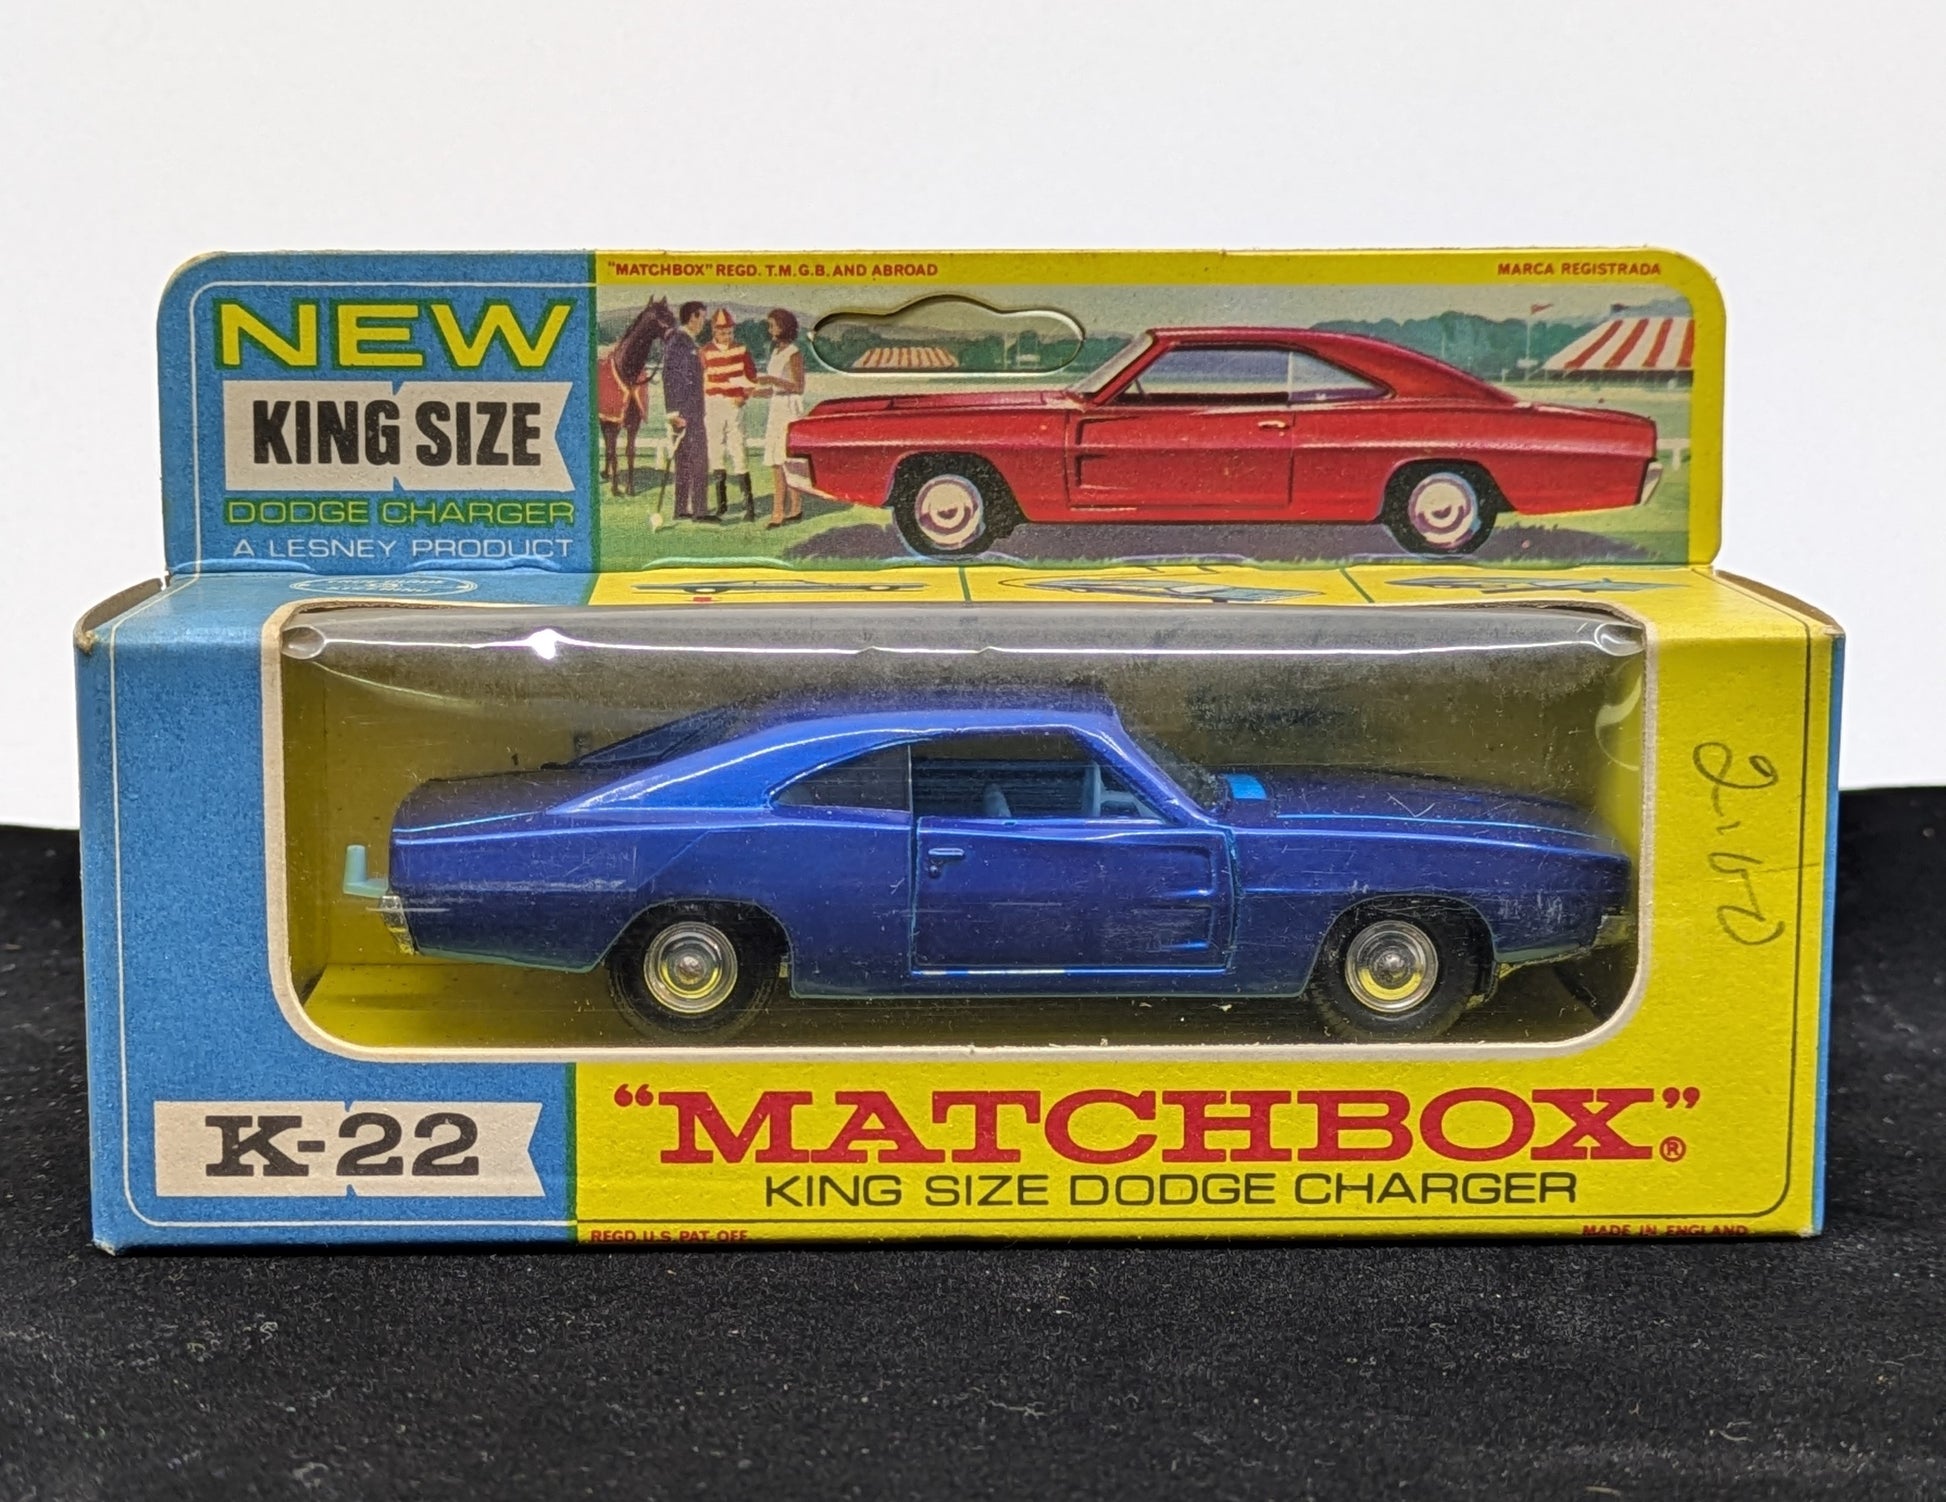 "MATCHBOX" REGD. T.M. G.B. AND ABROAD
MARCA REGISTRADA
NEW
KING SIZE
DODGE CHARGER
A LESNEY PRODUCT
K-22
"MATCHBOX"®
KING SIZE DODGE CHARGER
REGD. U.S. PAT. OFF.
MADE IN ENGLAND